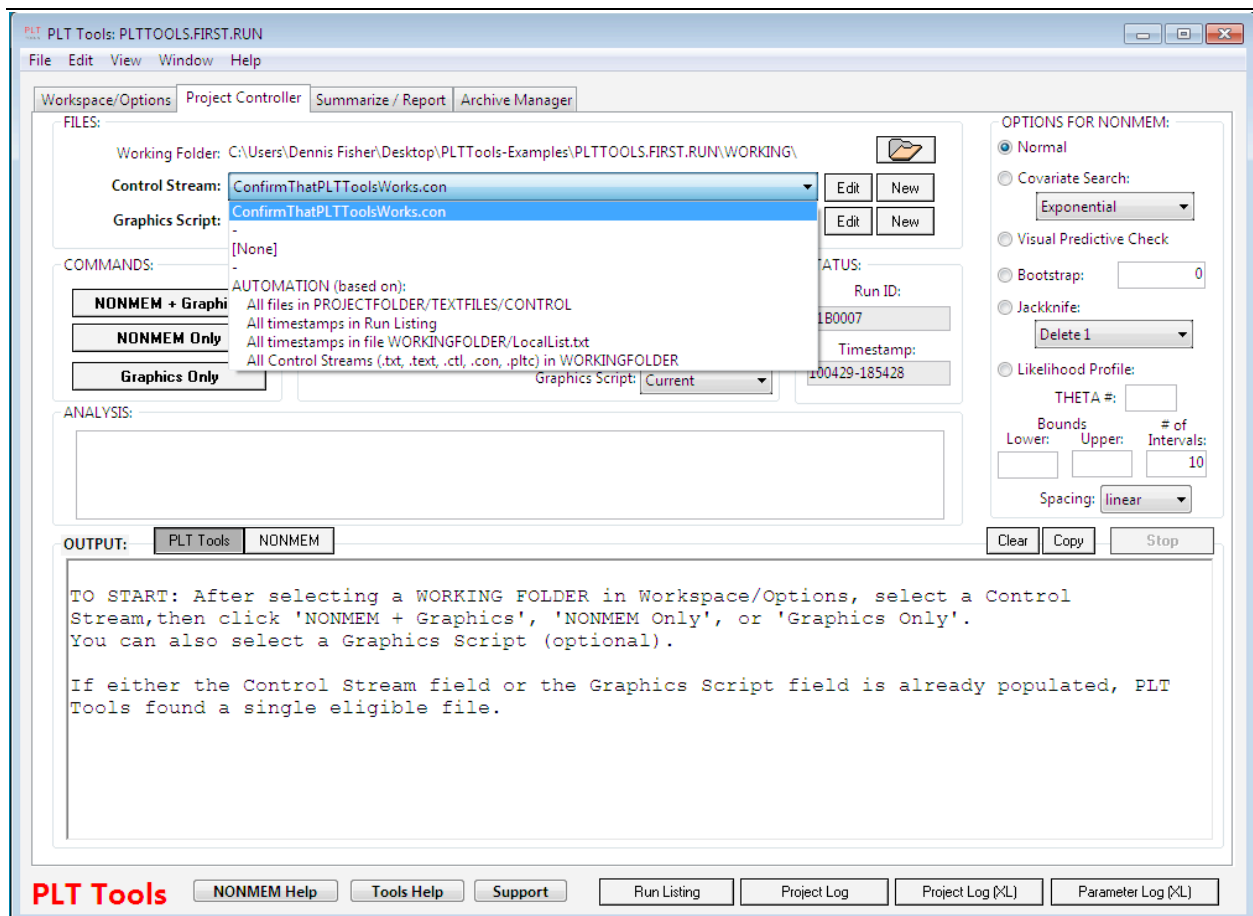 PLT Tools: PLTTOOLS.FIRST.RUN
File Edit View Window Help
Workspace/Options Project Controller Summarize / Report Archive Manager
FILES:
Working Folder: C:\Users\Dennis Fisher\Desktop\PLTTools-Examples\PLTTOOLS.FIRST.RUN\WORKING\
Control Stream: ConfirmThatPLTToolsWorks.con Edit New
Graphics Script: Edit New
ConfirmThatPLTToolsWorks.con
-
[None]
-
AUTOMATION (based on):
All files in PROJECTFOLDER/TEXTFILES/CONTROL
All timestamps in Run Listing
All timestamps in file WORKINGFOLDER/LocalList.txt
All Control Streams (.txt, .text, .ctl, .con, .pltc) in WORKINGFOLDER
COMMANDS:
NONMEM + Graphi
NONMEM Only
Graphics Only
Graphics Script: Current
TATUS:
Run ID:
1B0007
Timestamp:
100429-185428
OPTIONS FOR NONMEM:
Normal
Covariate Search:
Exponential
Visual Predictive Check
Bootstrap: 0
Jackknife:
Delete 1
Likelihood Profile:
THETA #:
Bounds # of
Lower: Upper: Intervals:
10
Spacing: linear
ANALYSIS:
OUTPUT: PLT Tools NONMEM Clear Copy Stop
TO START: After selecting a WORKING FOLDER in Workspace/Options, select a Control
Stream,then click 'NONMEM + Graphics', 'NONMEM Only', or 'Graphics Only'.
You can also select a Graphics Script (optional).
If either the Control Stream field or the Graphics Script field is already populated, PLT
Tools found a single eligible file.
PLT Tools NONMEM Help Tools Help Support Run Listing Project Log Project Log (XL) Parameter Log (XL)